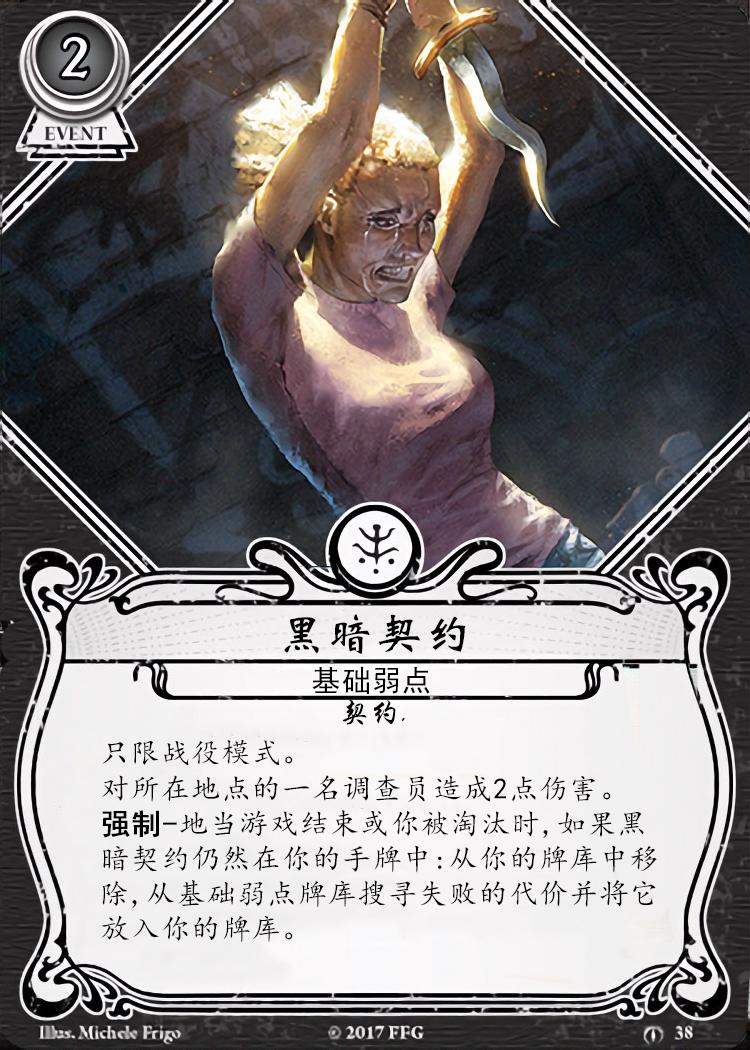 2
EVENT
黑暗契约
基础弱点
契约.
只限战役模式。
对所在地点的一名调查员造成2点伤害。
强制-地当游戏结束或你被淘汰时,如果黑
暗契约仍然在你的手牌中:从你的牌库中移
除,从基础弱点牌库搜寻失败的代价并将它
放入你的牌库。
Illus. Michele Frigo
© 2017 FFG
38